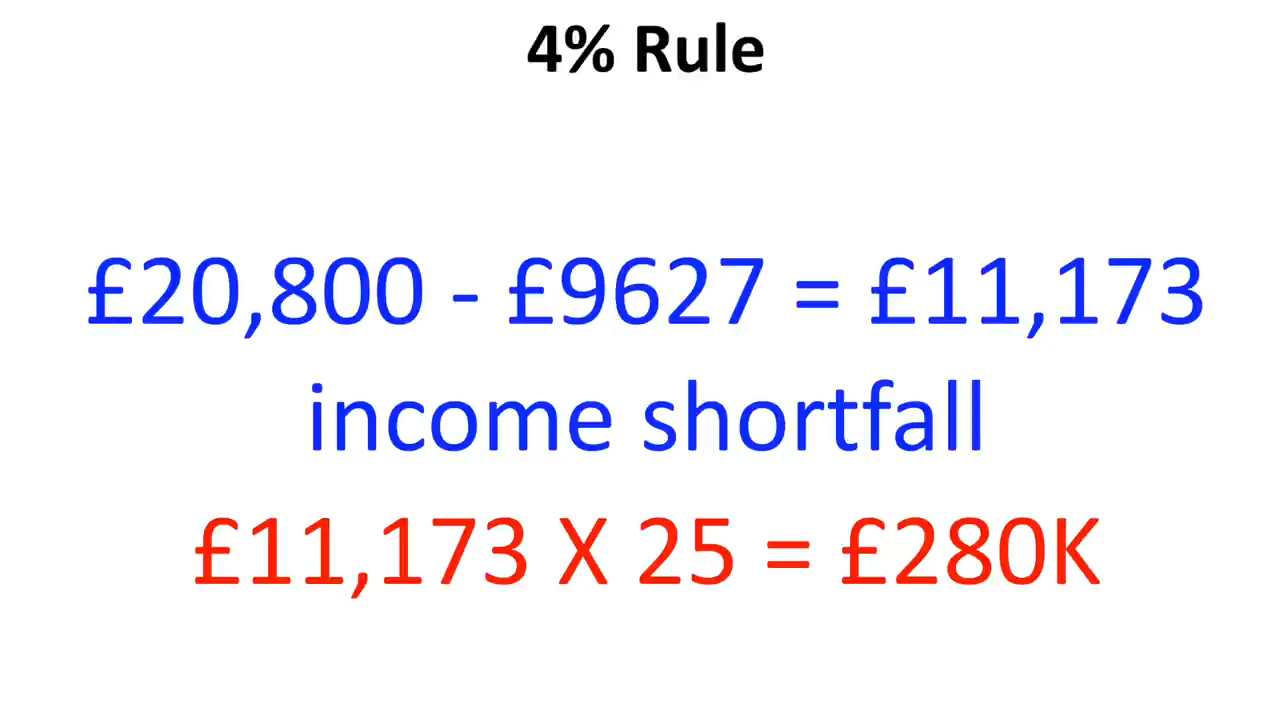 4% Rule
£20,800 - £9627 = £11,173
income shortfall
£11,173 X 25 = £280K